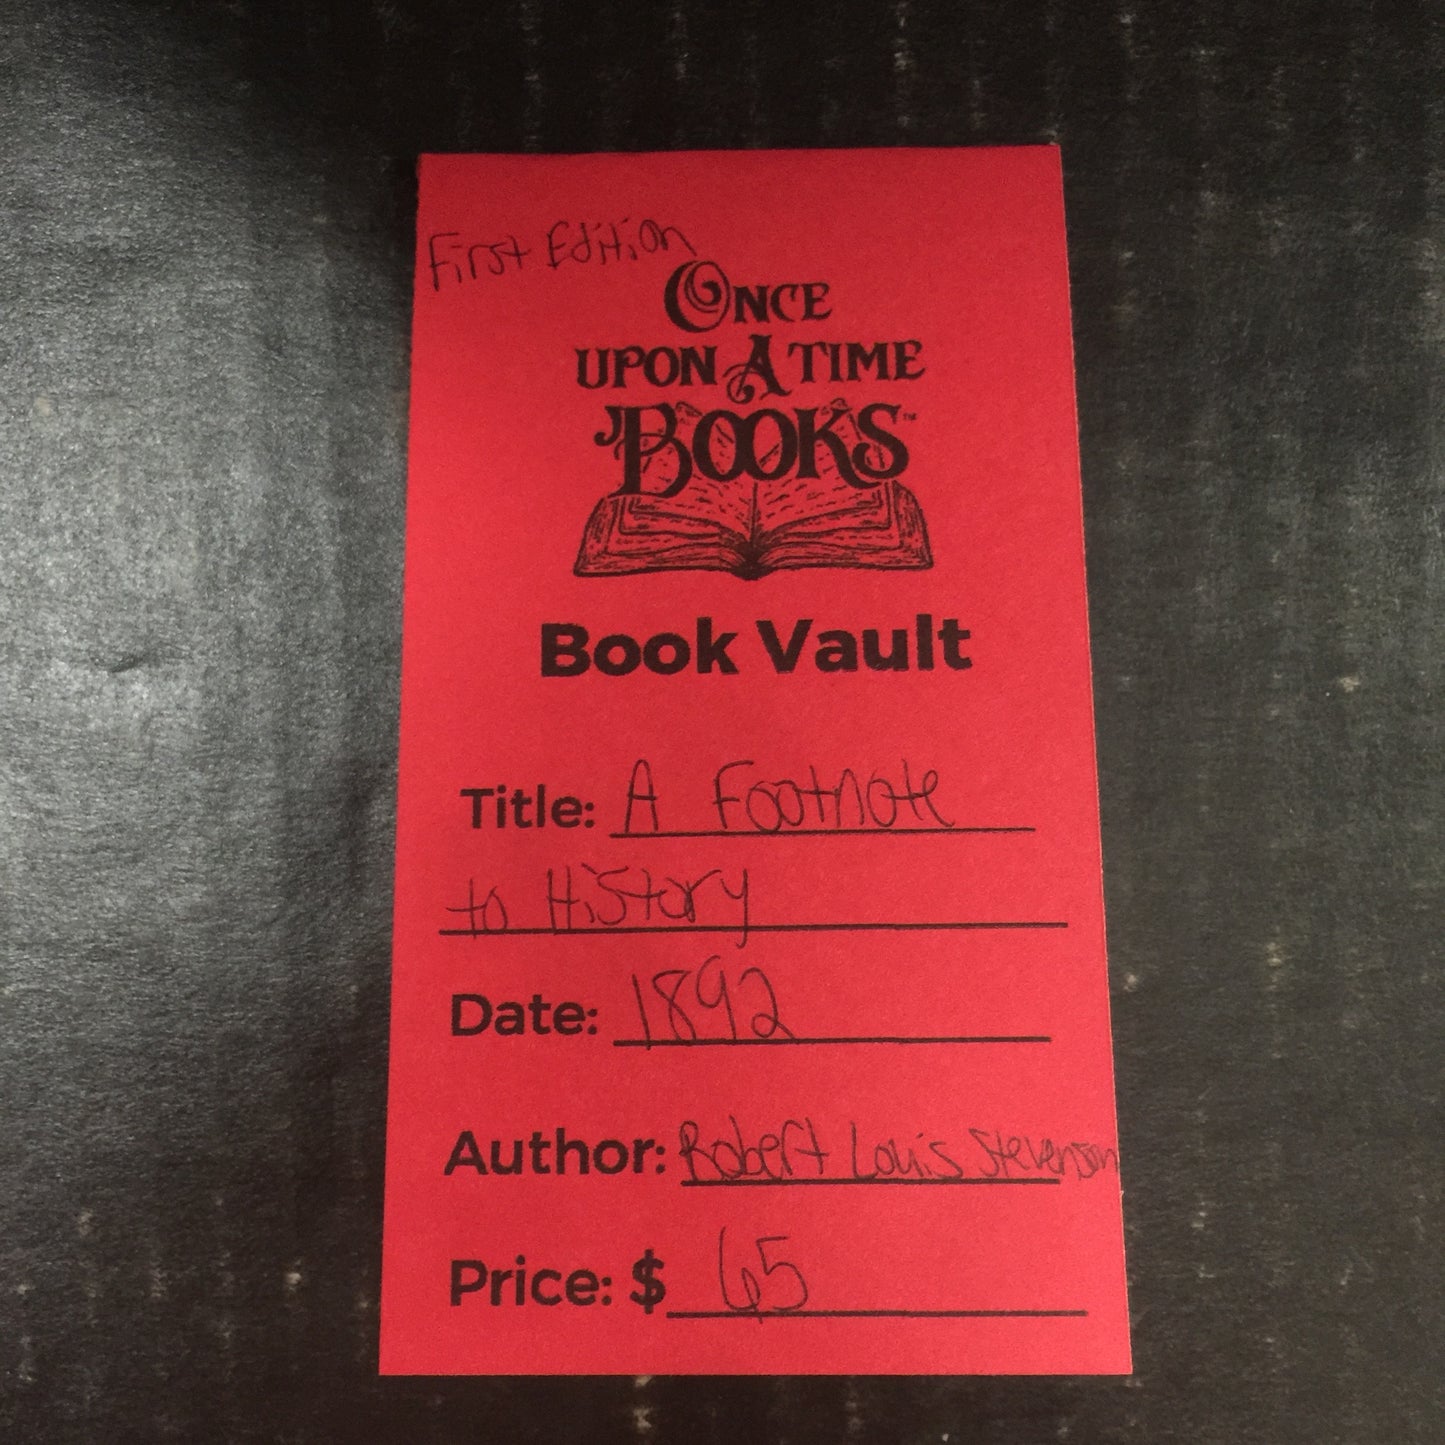 First Edition
ONCE
UPON A TIME
BOOKS™
Book Vault
Title: A Footnote
to History
Date: 1892
Author: Robert Louis Stevenson
Price: $ 65